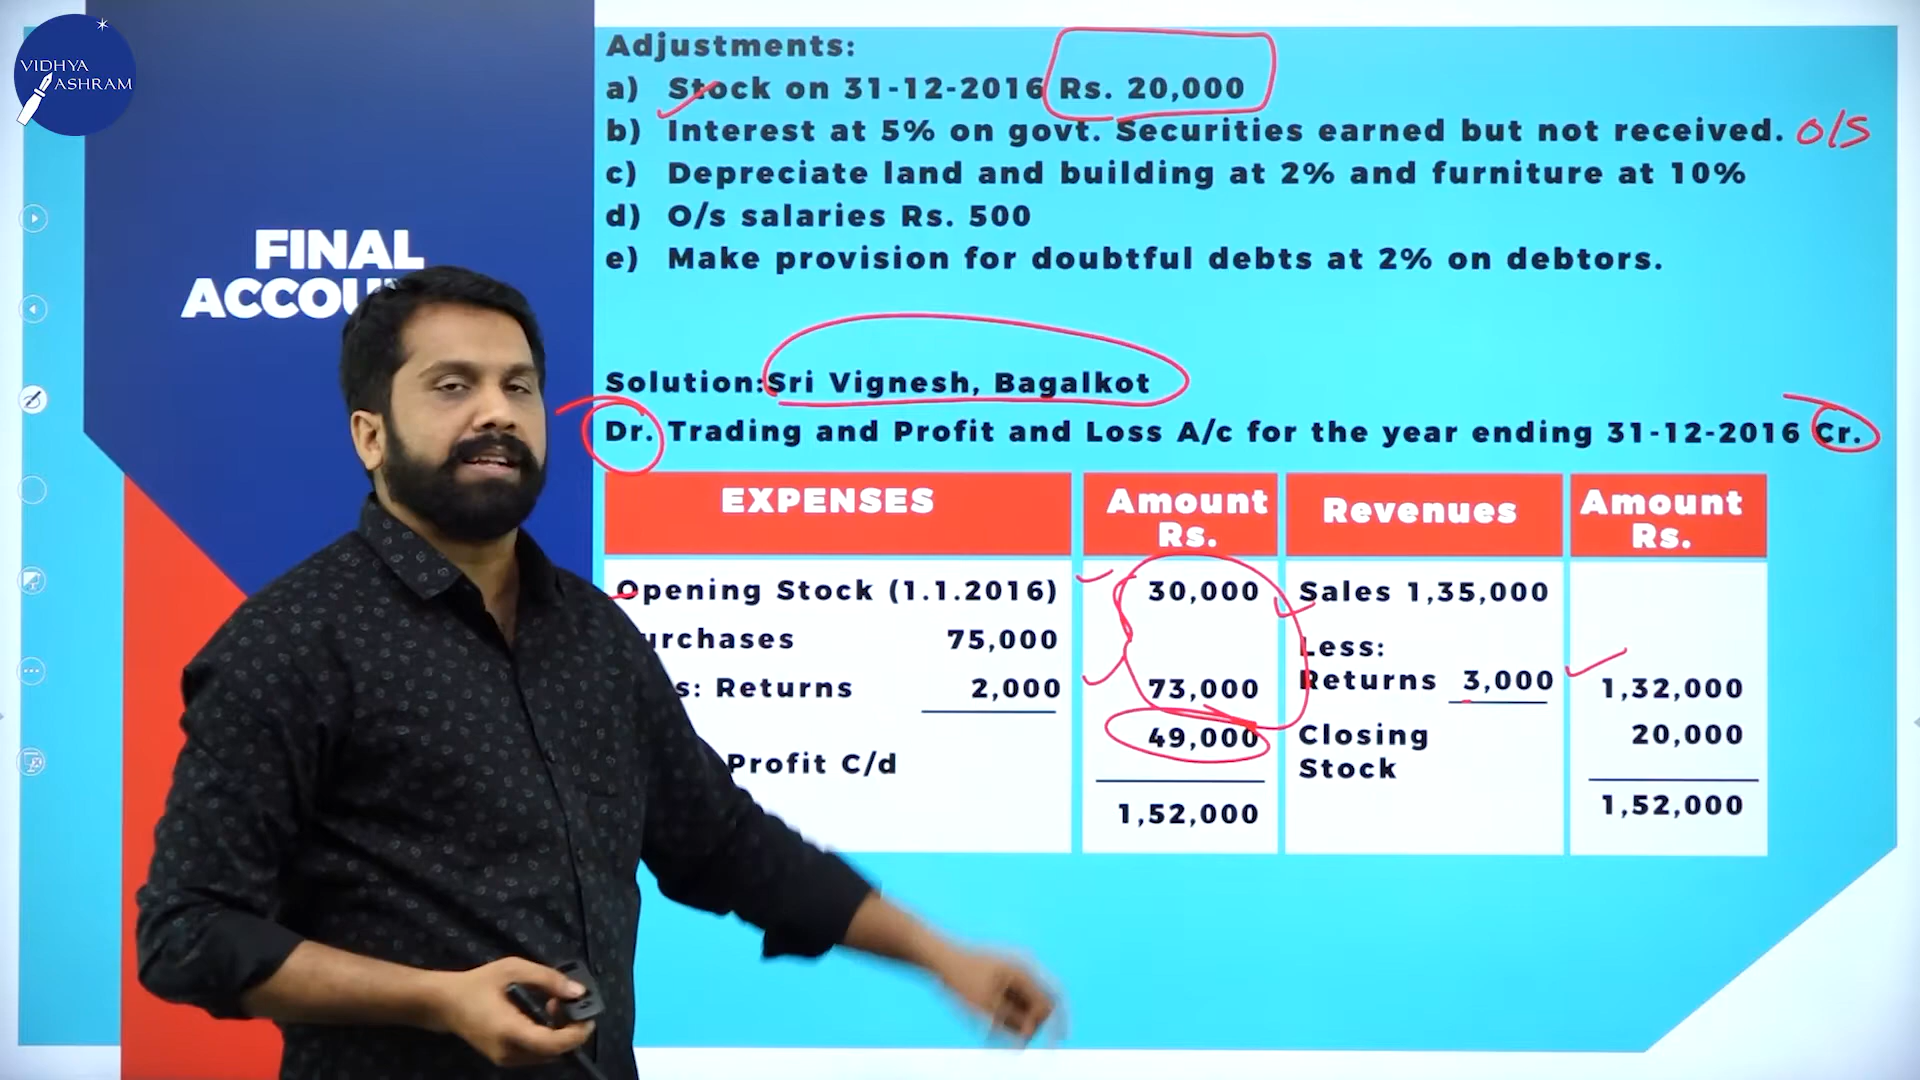 VIDHYA
ASHRAM
FINAL
ACCOU
Adjustments:
a) Stock on 31-12-2016 Rs. 20,000
b) Interest at 5% on govt. Securities earned but not received. O/S
c) Depreciate land and building at 2% and furniture at 10%
d) O/s salaries Rs. 500
e) Make provision for doubtful debts at 2% on debtors.
Solution:Sri Vignesh, Bagalkot
Dr. Trading and Profit and Loss A/c for the year ending 31-12-2016 Cr.
EXPENSES Amount Rs. Revenues Amount Rs.
Opening Stock (1.1.2016) 30,000 Sales 1,35,000
urchases 75,000 Less:
s: Returns 2,000 73,000 Returns 3,000 1,32,000
49,000 Closing 20,000
Profit C/d Stock
1,52,000 1,52,000